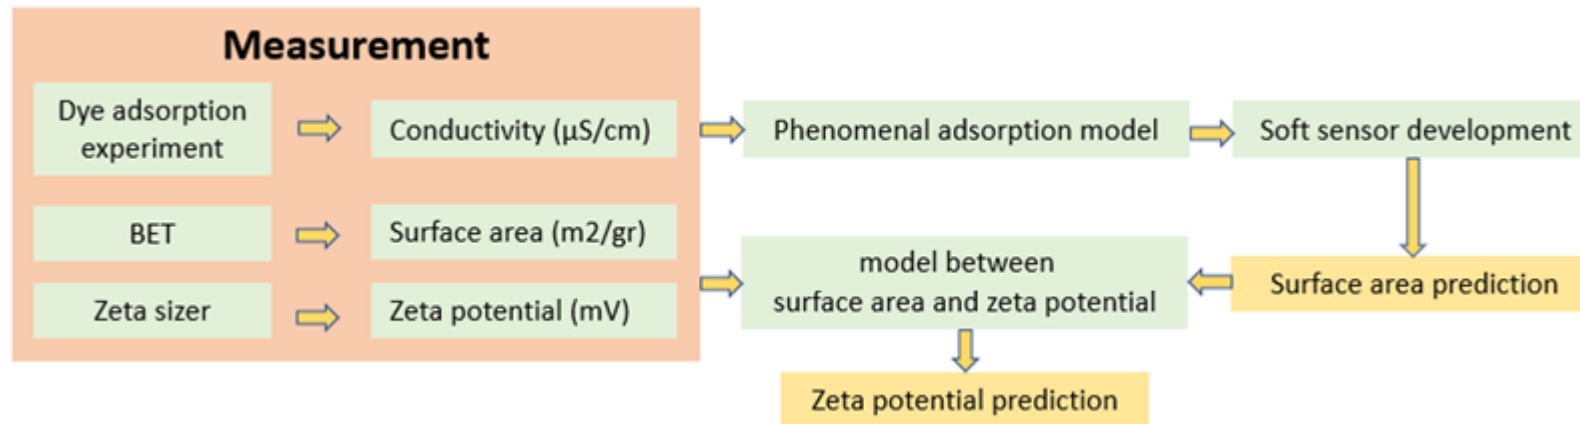 Measurement
Dye adsorption
experiment
Conductivity (µS/cm)
Phenomenal adsorption model
Soft sensor development
BET
Surface area (m2/gr)
model between
surface area and zeta potential
Surface area prediction
Zeta sizer
Zeta potential (mV)
Zeta potential prediction